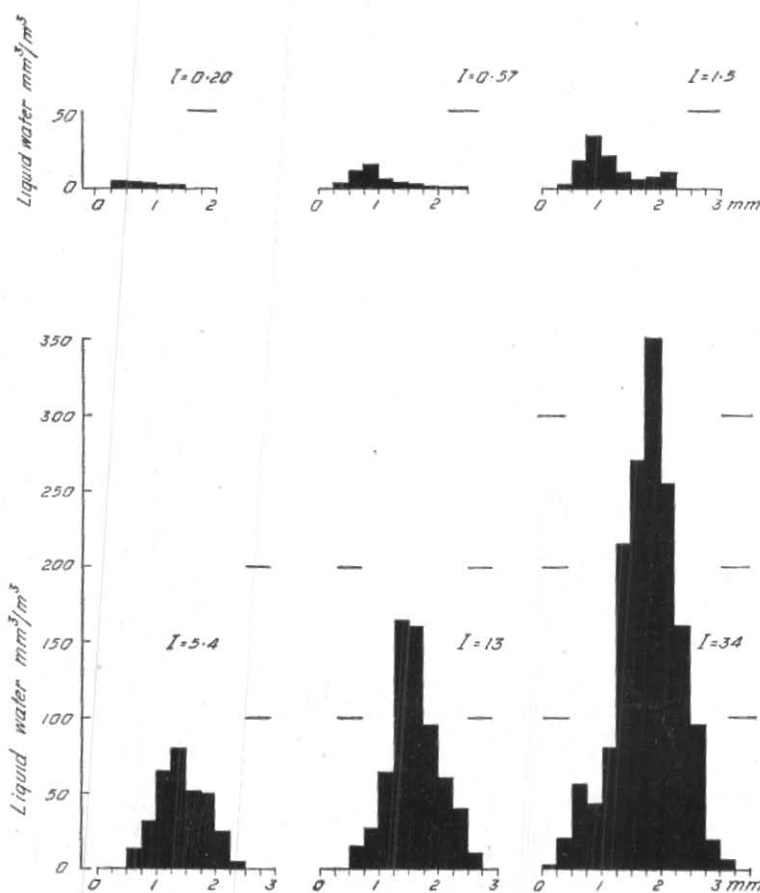 Liquid water mm³/m³
I=0·20
I=0·57
I=1·5
50
0
0 1 2
0 1 2
0 1 2 3 mm
Liquid water mm³/m³
350
300
250
200
150
100
50
0
I=5·4
I=13
I=34
0 1 2 3
0 1 2 3
0 1 2 3 mm